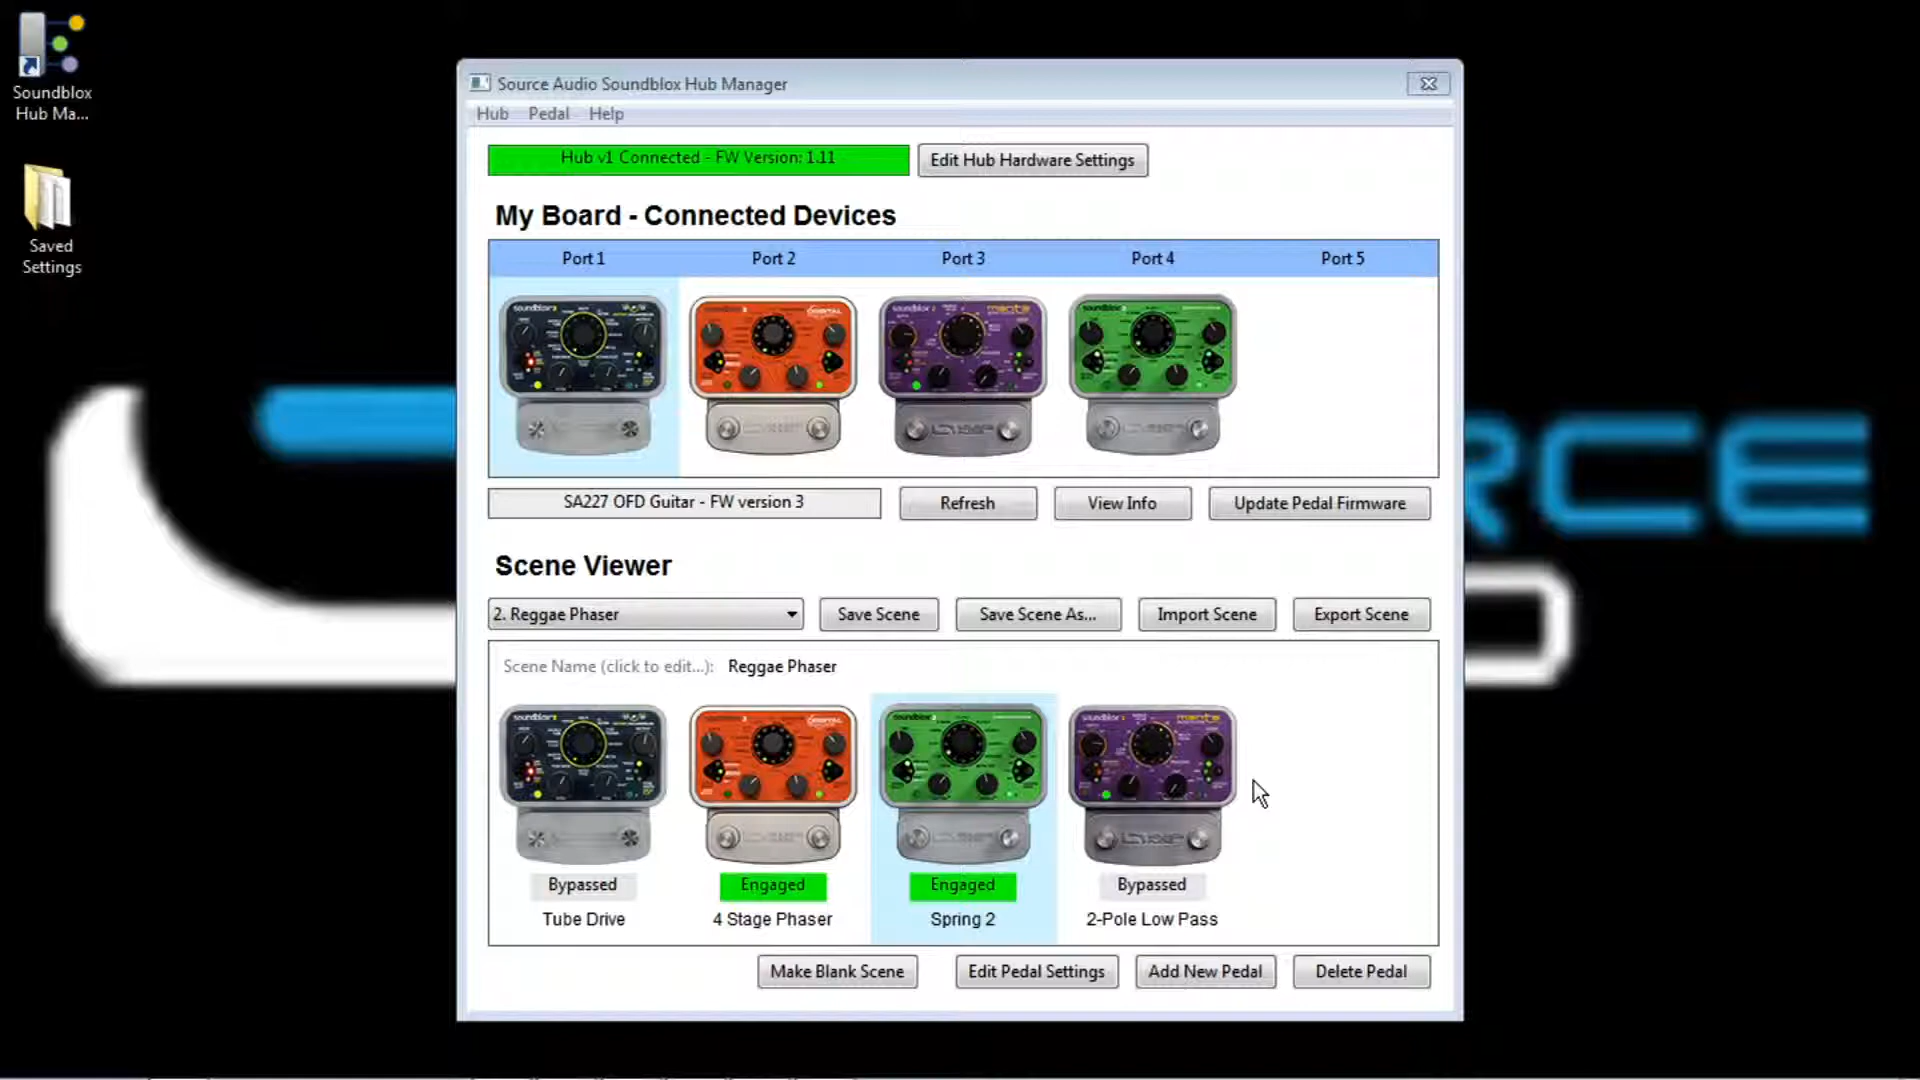 Soundblox
Hub Ma...
Saved
Settings
Source Audio Soundblox Hub Manager
Hub Pedal Help
Hub v1 Connected - FW Version: 1.11
Edit Hub Hardware Settings
My Board - Connected Devices
Port 1 Port 2 Port 3 Port 4 Port 5
SA227 OFD Guitar - FW version 3
Refresh View Info Update Pedal Firmware
Scene Viewer
2. Reggae Phaser Save Scene Save Scene As... Import Scene Export Scene
Scene Name (click to edit...): Reggae Phaser
Bypassed Engaged Engaged Bypassed
Tube Drive 4 Stage Phaser Spring 2 2-Pole Low Pass
Make Blank Scene Edit Pedal Settings Add New Pedal Delete Pedal